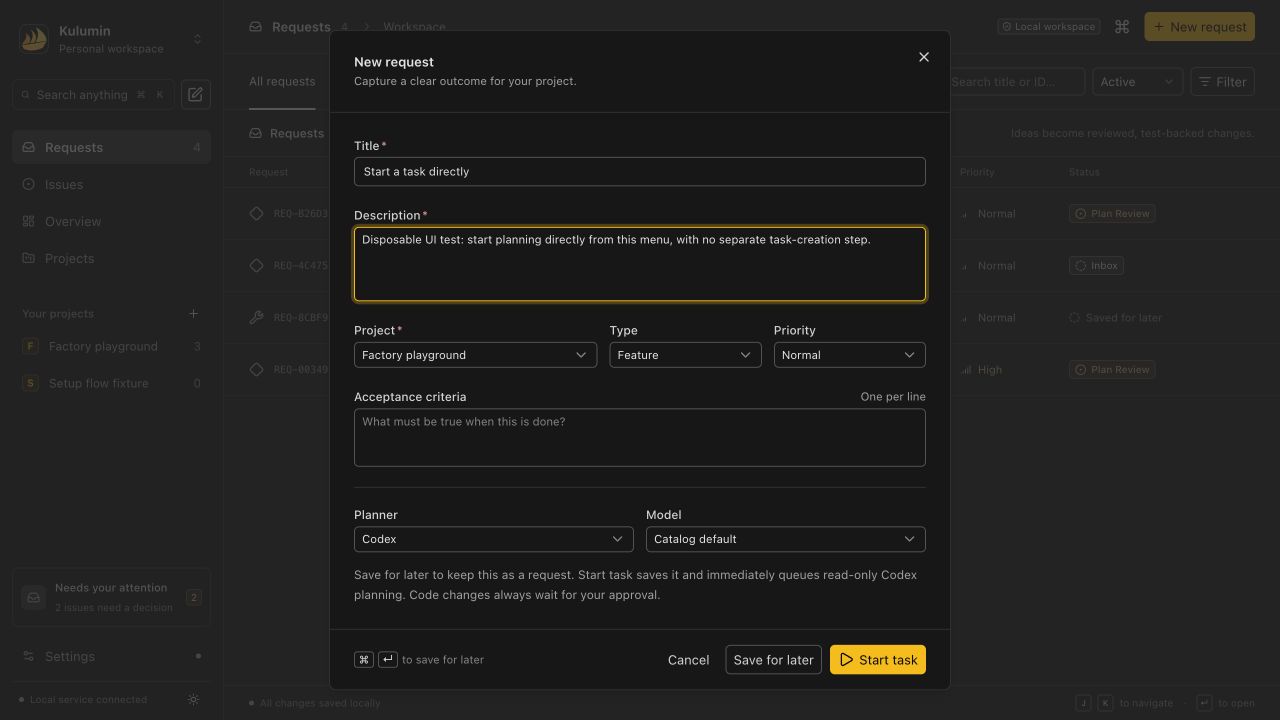 Kulumin
Personal workspace
Search anything ⌘ K
Requests 4
Issues
Overview
Projects
Your projects +
F Factory playground 3
S Setup flow fixture 0
Needs your attention
2 issues need a decision
2
Settings
Local service connected
Requests 4 > Workspace
Local workspace
⌘
+ New request
All requests
Search title or ID...
Active
Filter
Requests
Ideas become reviewed, test-backed changes.
Request
Priority
Status
REQ-B26D3
Normal
Plan Review
REQ-4C475
Normal
Inbox
REQ-8CBF9
Normal
Saved for later
REQ-00349
High
Plan Review
All changes saved locally
J K to navigate · ↵ to open
New request
Capture a clear outcome for your project.
Title*
Start a task directly
Description*
Disposable UI test: start planning directly from this menu, with no separate task-creation step.
Project* Type Priority
Factory playground Feature Normal
Acceptance criteria One per line
What must be true when this is done?
Planner Model
Codex Catalog default
Save for later to keep this as a request. Start task saves it and immediately queues read-only Codex
planning. Code changes always wait for your approval.
⌘ ↵ to save for later
Cancel
Save for later
Start task